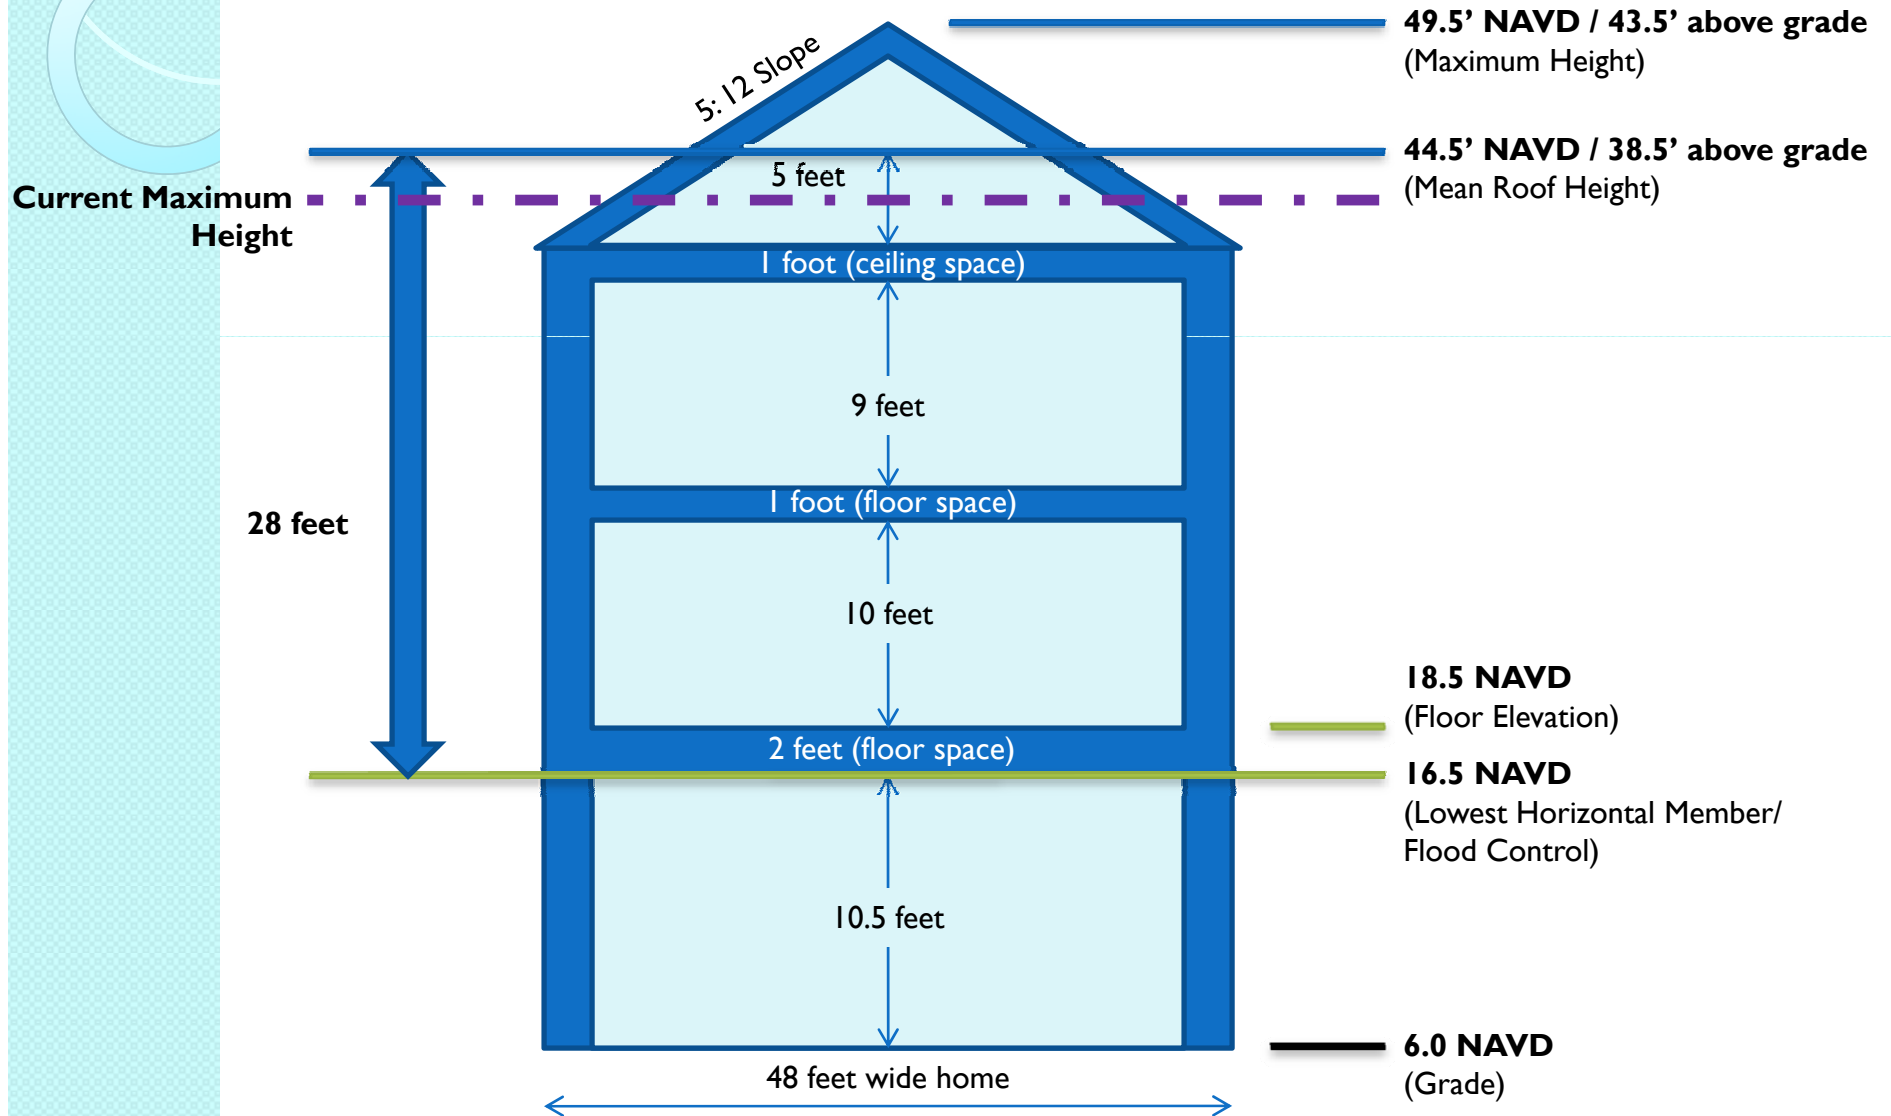 49.5’ NAVD / 43.5’ above grade
(Maximum Height)
5: 12 Slope
44.5’ NAVD / 38.5’ above grade
(Mean Roof Height)
5 feet
Current Maximum
Height
1 foot (ceiling space)
9 feet
1 foot (floor space)
28 feet
10 feet
18.5 NAVD
(Floor Elevation)
2 feet (floor space)
16.5 NAVD
(Lowest Horizontal Member/
Flood Control)
10.5 feet
6.0 NAVD
(Grade)
48 feet wide home